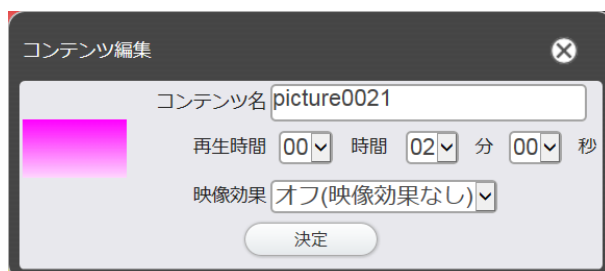 コンテンツ編集
コンテンツ名 picture0021
再生時間 00 時間 02 分 00 秒
映像効果 オフ(映像効果なし)
決定